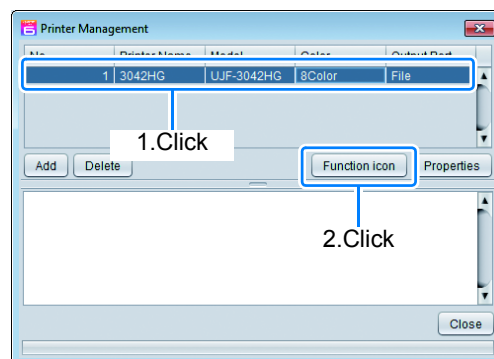 Printer Management
No. Printer Name Model Color Output Port
1 3042HG UJF-3042HG 8Color File
1.Click
Add Delete Function icon Properties
2.Click
Close